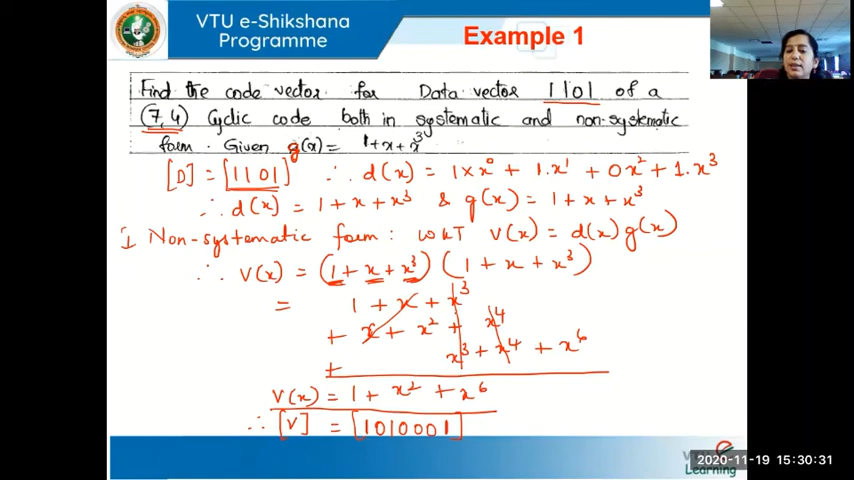 VTU e-Shikshana
Programme
Example 1
Find the code vector for Data vector 1101 of a
(7,4) Cyclic code both in systematic and non-systematic
form. Given g(x) = 1+x+x³
[D] = [1101] ∴ d(x) = 1×x⁰ + 1.x¹ + 0x² + 1.x³
∴ d(x) = 1+x+x³ & g(x) = 1+x+x³
I Non-systematic form: WKT V(x) = d(x) g(x)
∴ V(x) = (1+x+x³) (1+x+x³)
= 1 + x + x³
+ x + x² + x⁴
+ x³ + x⁴ + x⁶
V(x) = 1 + x² + x⁶
∴ [V] = [1010001]
2020-11-19 15:30:31
Learning